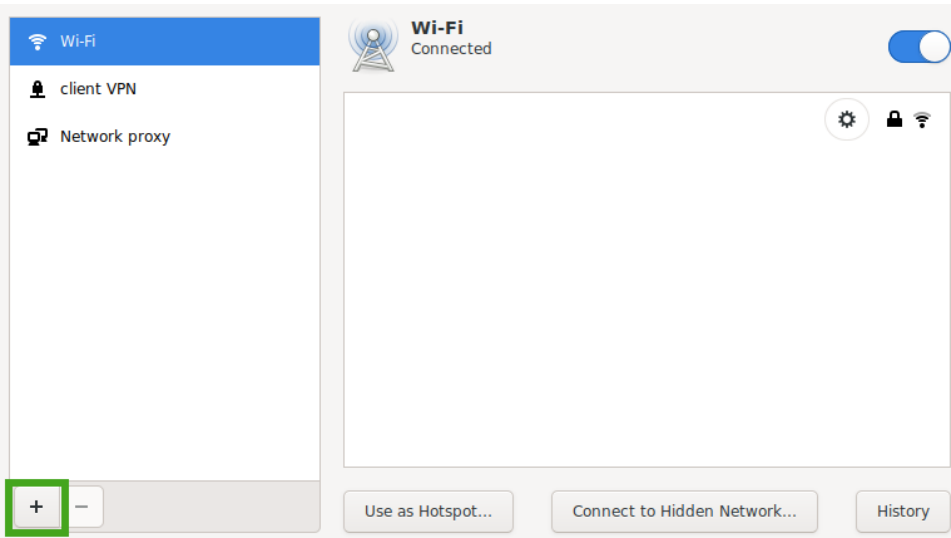 Wi-Fi
client VPN
Network proxy
+ −
Wi-Fi
Connected
Use as Hotspot...
Connect to Hidden Network...
History